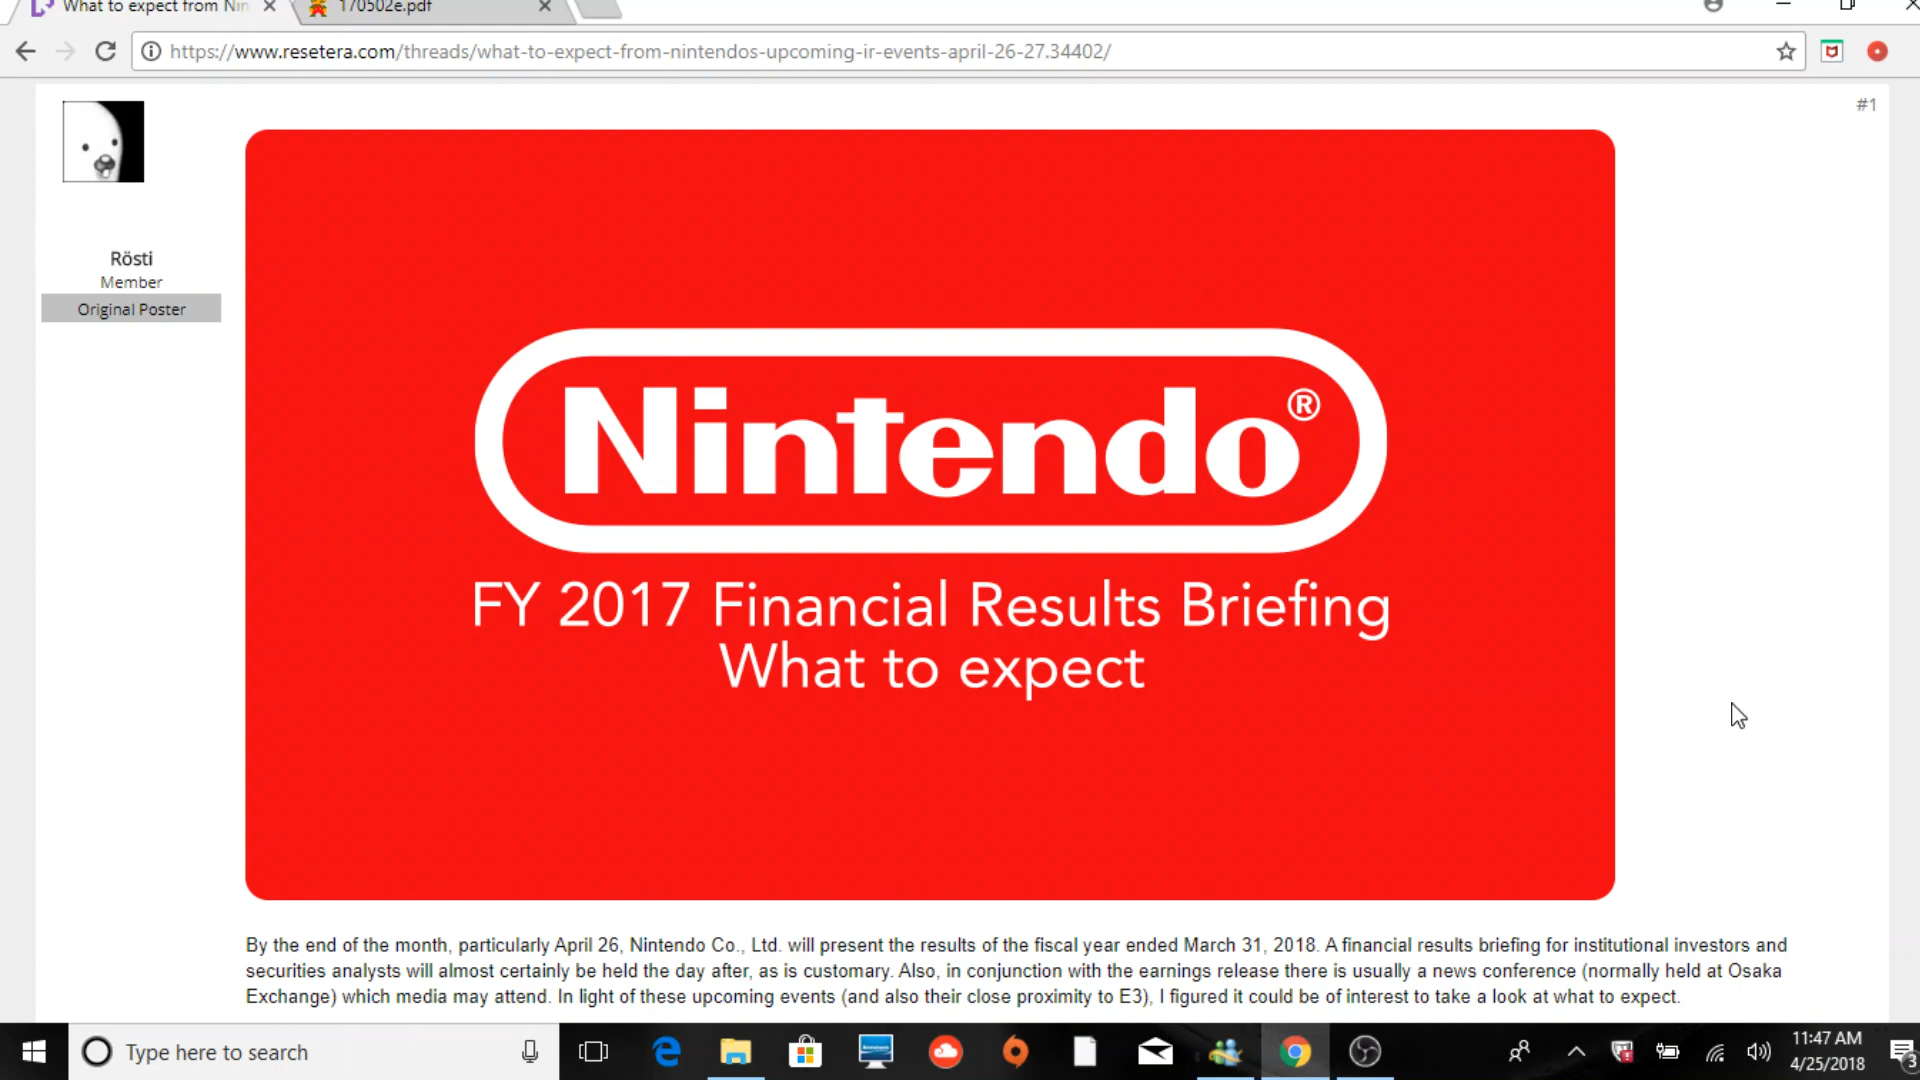 What to expect from Nin
170502e.pdf
https://www.resetera.com/threads/what-to-expect-from-nintendos-upcoming-ir-events-april-26-27.34402/
#1
Rösti
Member
Original Poster
Nintendo®
FY 2017 Financial Results Briefing
What to expect
By the end of the month, particularly April 26, Nintendo Co., Ltd. will present the results of the fiscal year ended March 31, 2018. A financial results briefing for institutional investors and
securities analysts will almost certainly be held the day after, as is customary. Also, in conjunction with the earnings release there is usually a news conference (normally held at Osaka
Exchange) which media may attend. In light of these upcoming events (and also their close proximity to E3), I figured it could be of interest to take a look at what to expect.
Type here to search
11:47 AM
4/25/2018
3